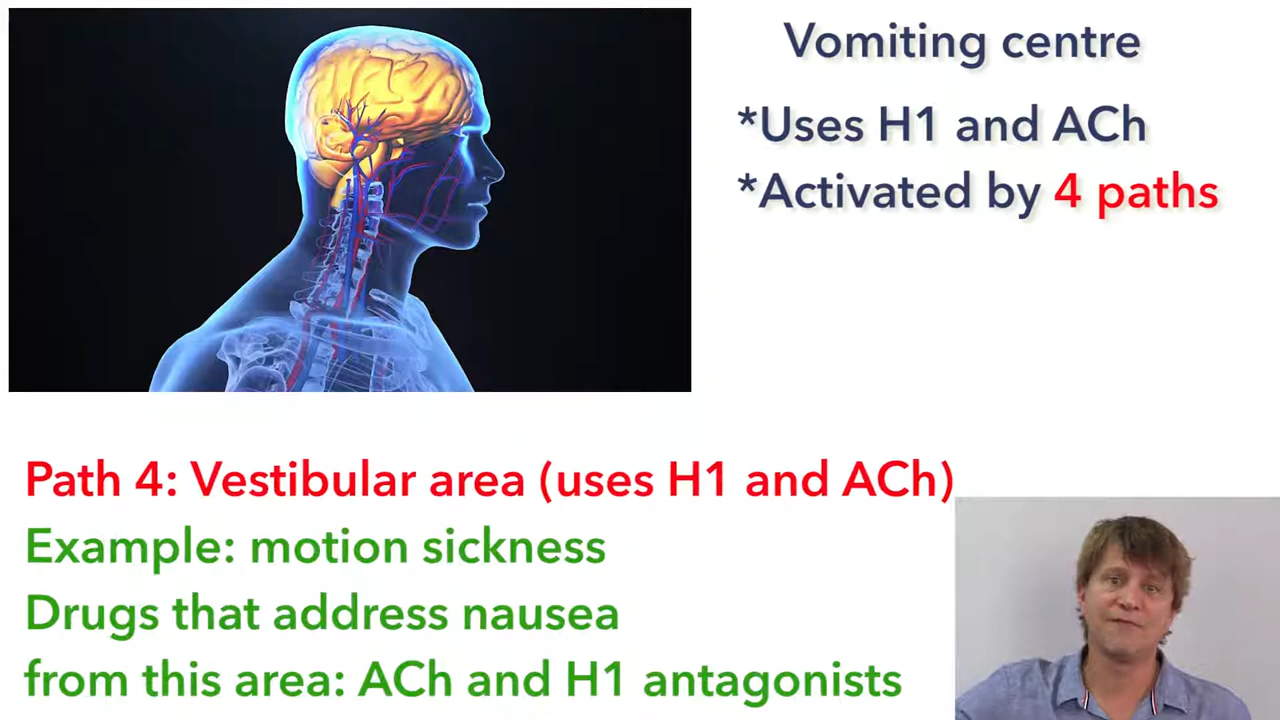 Vomiting centre
*Uses H1 and ACh
*Activated by 4 paths
Path 4: Vestibular area (uses H1 and ACh)
Example: motion sickness
Drugs that address nausea
from this area: ACh and H1 antagonists